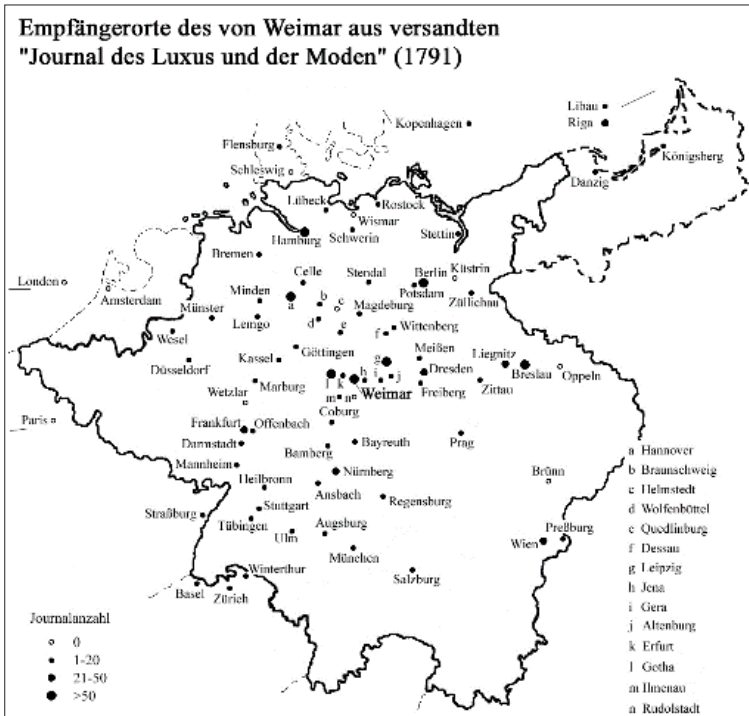 Empfängerorte des von Weimar aus versandten
"Journal des Luxus und der Moden" (1791)
Libau
Riga
Kopenhagen
Königsberg
Flensburg
Schleswig
Danzig
Lübeck
Rostock
Wismar
Hamburg
Schwerin
Stettin
Bremen
Celle
Stendal
Berlin
Küstrin
London
Amsterdam
Minden
a
b
c
Potsdam
Züllichau
Münster
Magdeburg
Lemgo
d
e
f
Wittenberg
Wesel
Göttingen
Meißen
Liegnitz
Düsseldorf
Kassel
g
Dresden
Breslau
Oppeln
l
k
h
i
j
Marburg
Weimar
Freiberg
Zittau
Wetzlar
m
n
Paris
Coburg
Frankfurt
Offenbach
Darmstadt
Bamberg
Bayreuth
Prag
Mannheim
Nürnberg
Heilbronn
Ansbach
Regensburg
Brünn
Stuttgart
Straßburg
Tübingen
Augsburg
Ulm
Preßburg
Wien
München
Winterthur
Salzburg
Basel
Zürich
a Hannover
b Braunschweig
c Helmstedt
d Wolfenbüttel
e Quedlinburg
f Dessau
g Leipzig
h Jena
i Gera
j Altenburg
k Erfurt
l Gotha
m Ilmenau
n Rudolstadt
Journalanzahl
0
1-20
21-50
>50